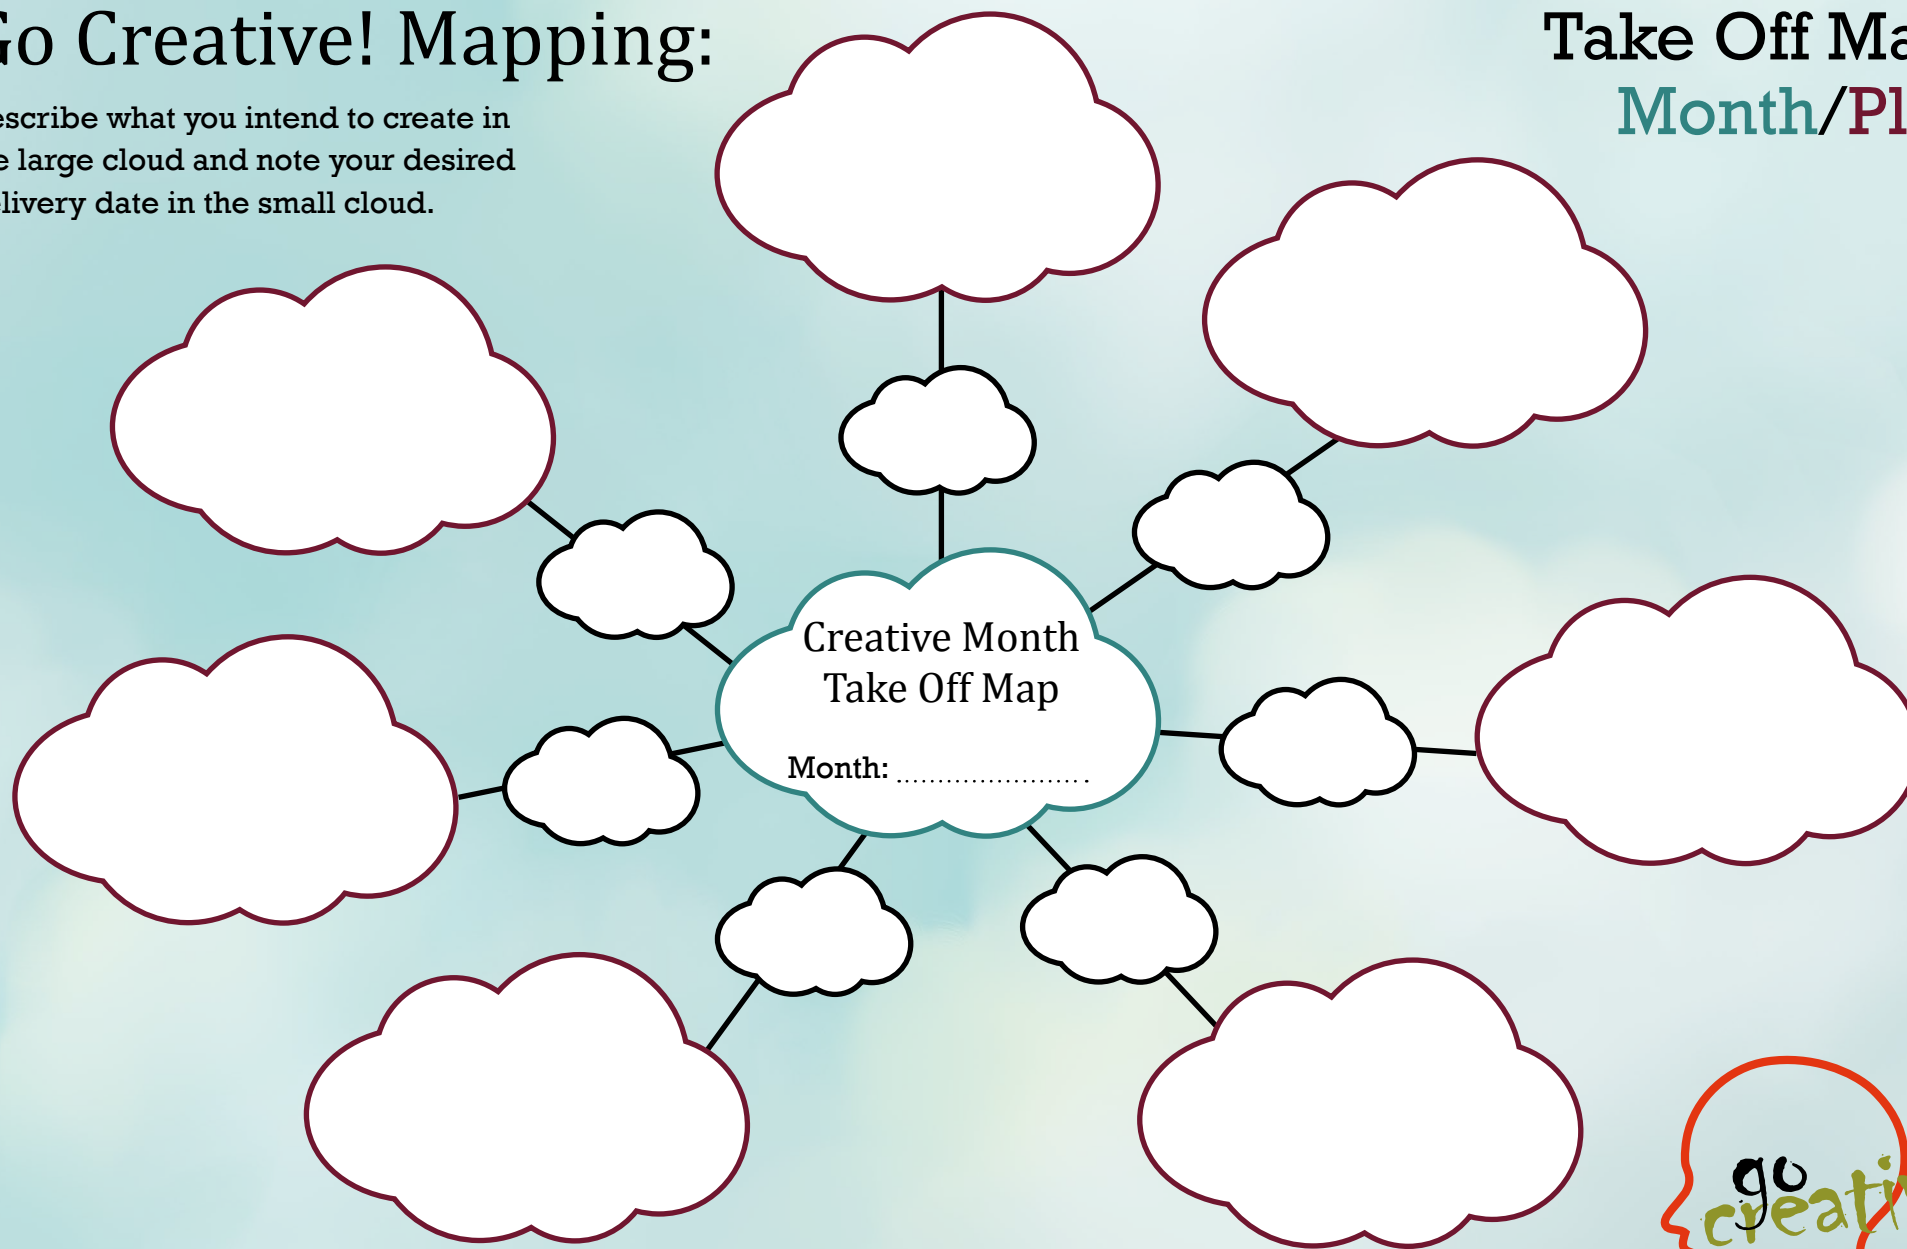 Go Creative! Mapping:
escribe what you intend to create in
e large cloud and note your desired
elivery date in the small cloud.
Take Off Ma
Month/Pl
Creative Month
Take Off Map
Month: ........................
go
creati